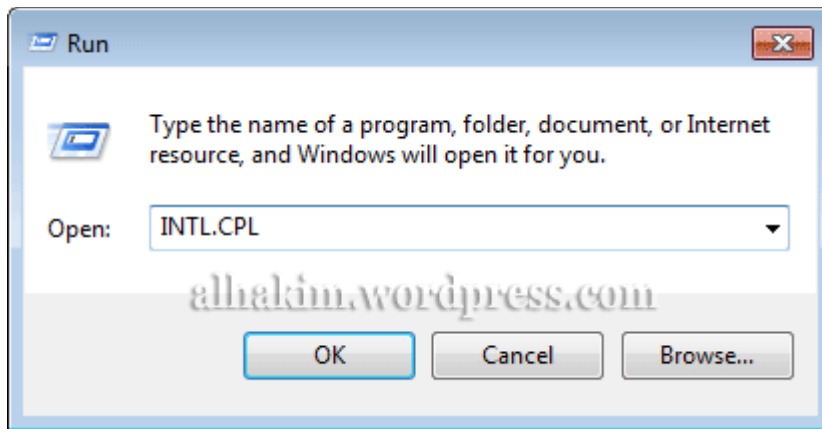 Run
Type the name of a program, folder, document, or Internet
resource, and Windows will open it for you.
Open: INTL.CPL
alhakim.wordpress.com
OK Cancel Browse...